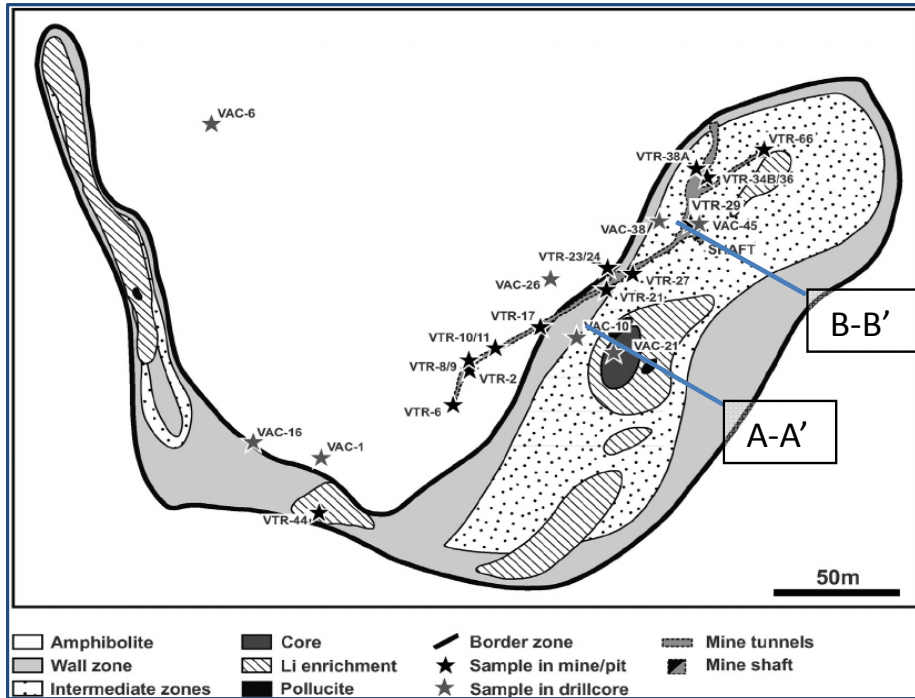 VAC-6
VTR-66
VTR-38A
VTR-34B/36
VTR-29
VAC-38
VAC-45
SHAFT
VTR-23/24
VAC-26
VTR-27
VTR-21
B-B’
VTR-17
VAC-10
VTR-10/11
VAC-21
VTR-8/9
VTR-2
VTR-6
A-A’
VAC-16
VAC-1
VTR-44
50m
Amphibolite Core Border zone Mine tunnels
Wall zone Li enrichment Sample in mine/pit Mine shaft
Intermediate zones Pollucite Sample in drillcore